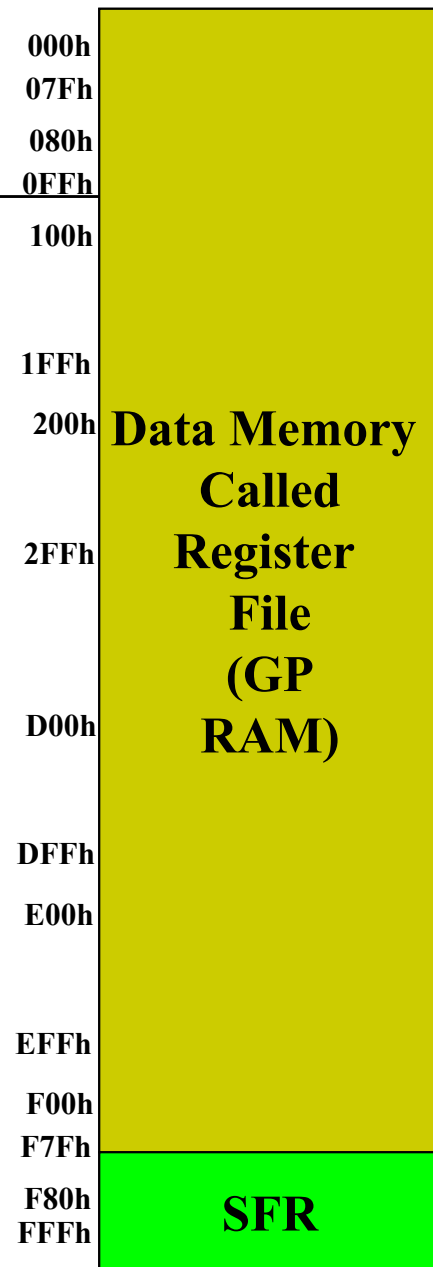 000h
07Fh
080h
0FFh
100h
1FFh
200h
2FFh
D00h
DFFh
E00h
EFFh
F00h
F7Fh
F80h
FFFh
Data Memory
Called
Register
File
(GP
RAM)
SFR